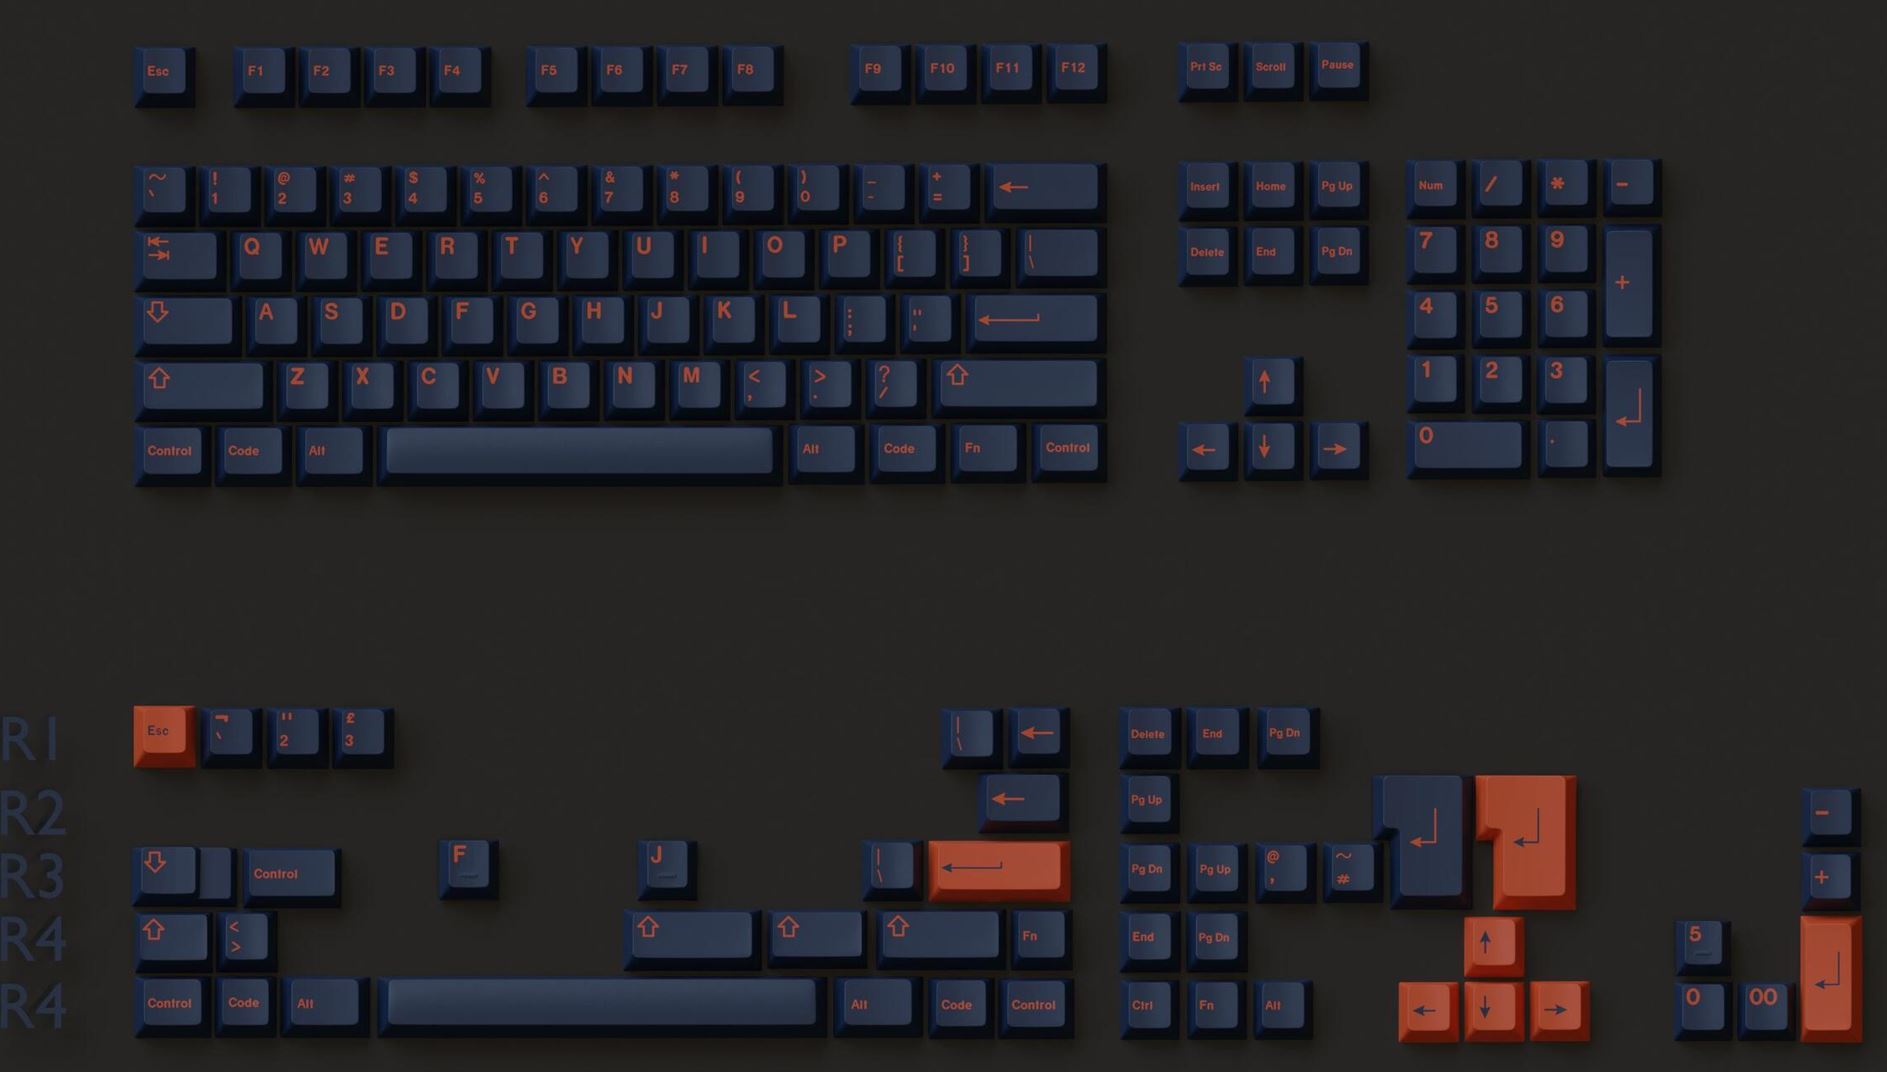 Esc F1 F2 F3 F4 F5 F6 F7 F8 F9 F10 F11 F12 Prt Sc Scroll Pause
~ ! @ # $ % ^ & * ( ) _ +
` 1 2 3 4 5 6 7 8 9 0 - = ← Insert Home Pg Up Num / * -
Q W E R T Y U I O P { } | 7 8 9
[ ] \ Delete End Pg Dn +
A S D F G H J K L : " 4 5 6
; '
Z X C V B N M < > ? ↑ 1 2 3
, . /
Control Code Alt Alt Code Fn Control ← ↓ → 0 .
R1 Esc ¬ " £ | ← Delete End Pg Dn
` 2 3 \
R2 ← Pg Up -
R3 Control F J | Pg Dn Pg Up @ ~ +
\ ' #
R4 < Fn End Pg Dn ↑ 5
>
R4 Control Code Alt Alt Code Control Ctrl Fn Alt ← ↓ → 0 00